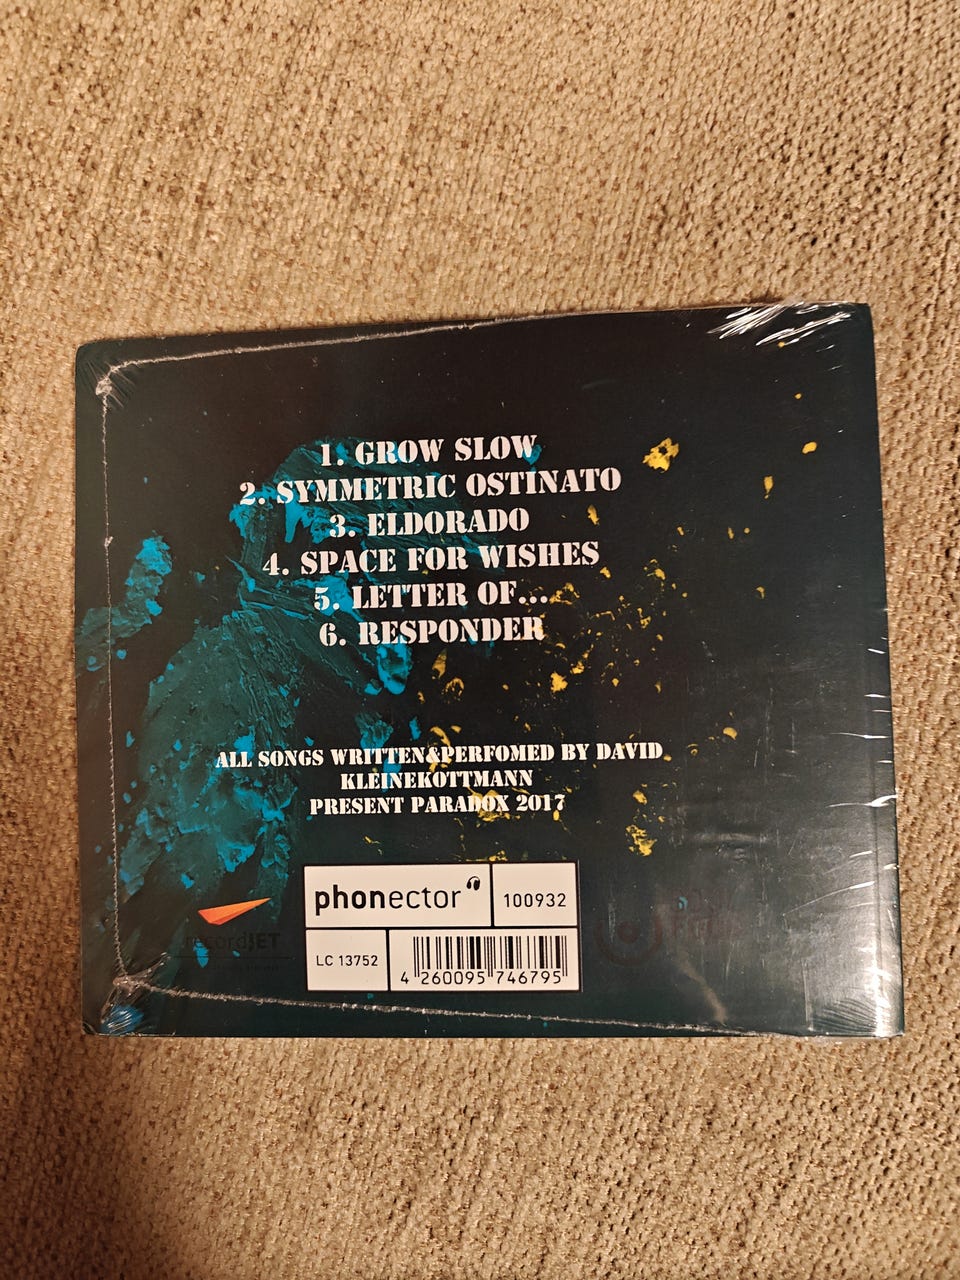 1. GROW SLOW
2. SYMMETRIC OSTINATO
3. ELDORADO
4. SPACE FOR WISHES
5. LETTER OF...
6. RESPONDER
ALL SONGS WRITTEN&PERFOMED BY DAVID
KLEINEKOTTMANN
PRESENT PARADOX 2017
phonector
100932
recordJET
LC 13752
4 260095 746795